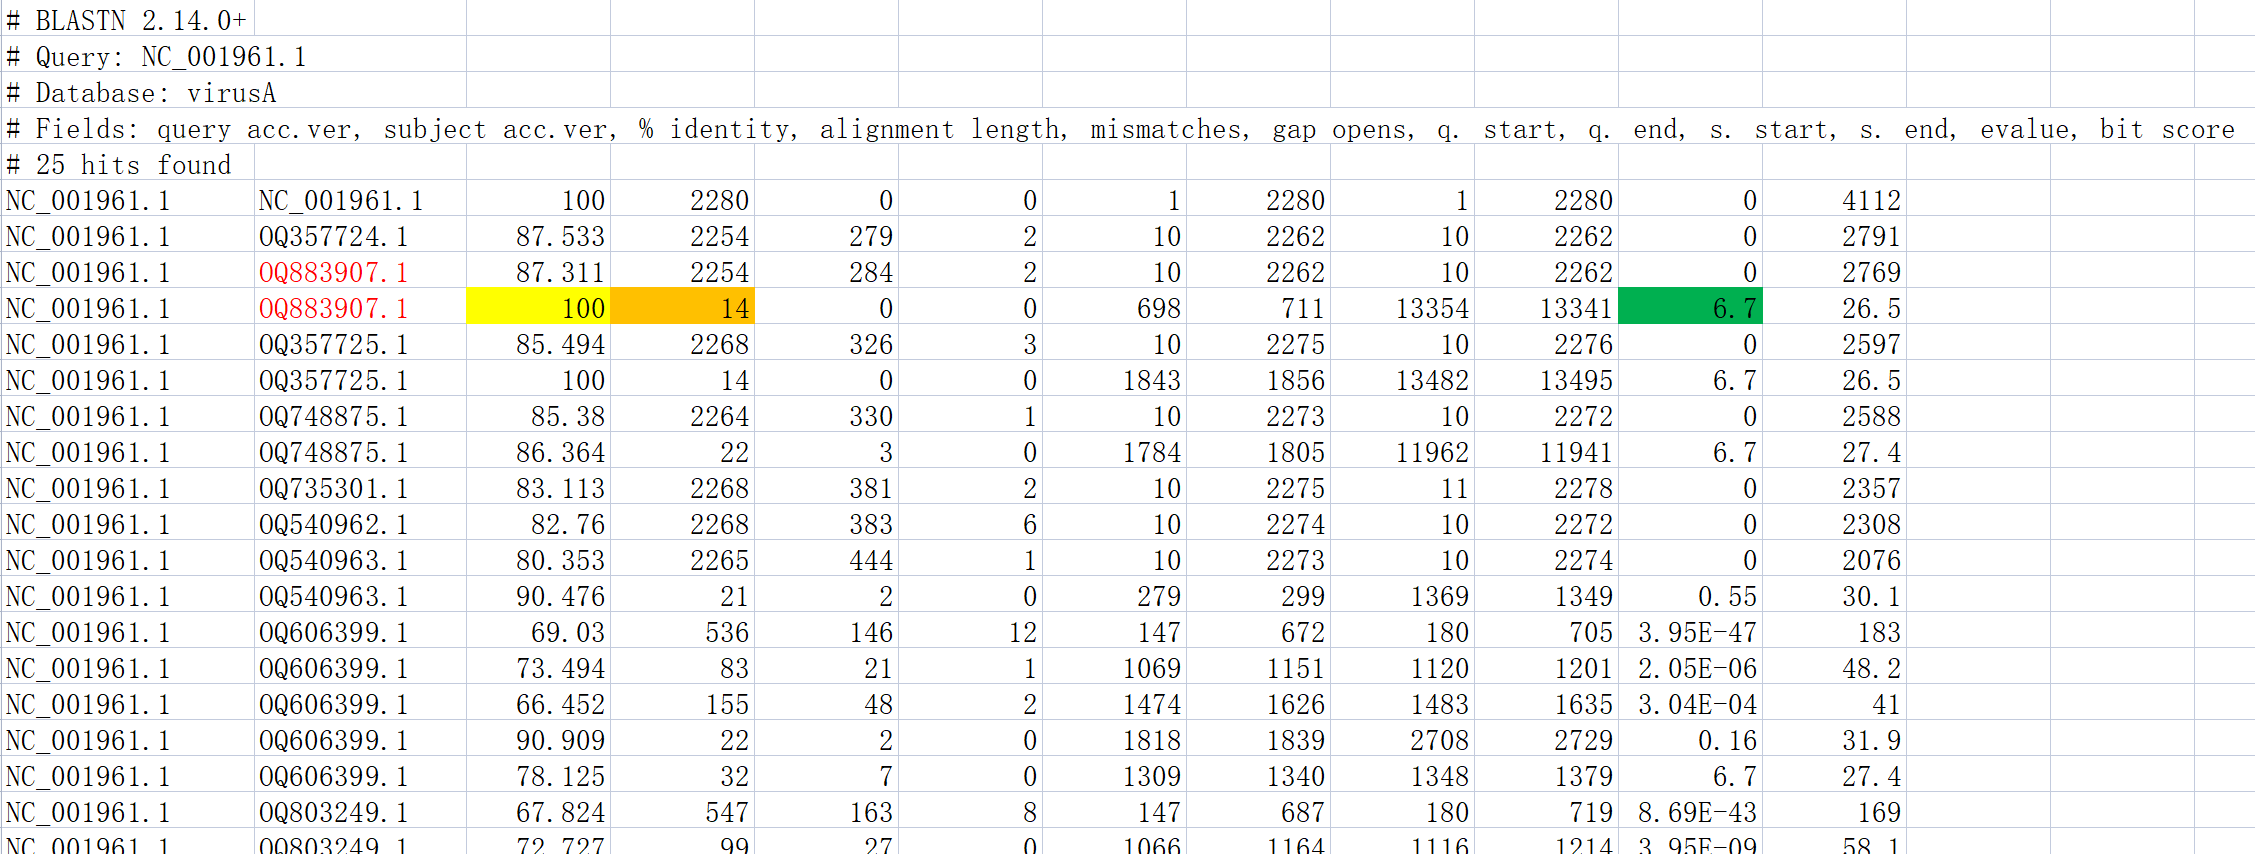 # BLASTN 2.14.0+
# Query: NC_001961.1
# Database: virusA
# Fields: query acc.ver, subject acc.ver, % identity, alignment length, mismatches, gap opens, q. start, q. end, s. start, s. end, evalue, bit score
# 25 hits found
NC_001961.1 NC_001961.1 100 2280 0 0 1 2280 1 2280 0 4112
NC_001961.1 OQ357724.1 87.533 2254 279 2 10 2262 10 2262 0 2791
NC_001961.1 OQ883907.1 87.311 2254 284 2 10 2262 10 2262 0 2769
NC_001961.1 OQ883907.1 100 14 0 0 698 711 13354 13341 6.7 26.5
NC_001961.1 OQ357725.1 85.494 2268 326 3 10 2275 10 2276 0 2597
NC_001961.1 OQ357725.1 100 14 0 0 1843 1856 13482 13495 6.7 26.5
NC_001961.1 OQ748875.1 85.38 2264 330 1 10 2273 10 2272 0 2588
NC_001961.1 OQ748875.1 86.364 22 3 0 1784 1805 11962 11941 6.7 27.4
NC_001961.1 OQ735301.1 83.113 2268 381 2 10 2275 11 2278 0 2357
NC_001961.1 OQ540962.1 82.76 2268 383 6 10 2274 10 2272 0 2308
NC_001961.1 OQ540963.1 80.353 2265 444 1 10 2273 10 2274 0 2076
NC_001961.1 OQ540963.1 90.476 21 2 0 279 299 1369 1349 0.55 30.1
NC_001961.1 OQ606399.1 69.03 536 146 12 147 672 180 705 3.95E-47 183
NC_001961.1 OQ606399.1 73.494 83 21 1 1069 1151 1120 1201 2.05E-06 48.2
NC_001961.1 OQ606399.1 66.452 155 48 2 1474 1626 1483 1635 3.04E-04 41
NC_001961.1 OQ606399.1 90.909 22 2 0 1818 1839 2708 2729 0.16 31.9
NC_001961.1 OQ606399.1 78.125 32 7 0 1309 1340 1348 1379 6.7 27.4
NC_001961.1 OQ803249.1 67.824 547 163 8 147 687 180 719 8.69E-43 169
NC_001961.1 OQ803249.1 72.727 99 27 0 1066 1164 1116 1214 3.95E-09 58.1